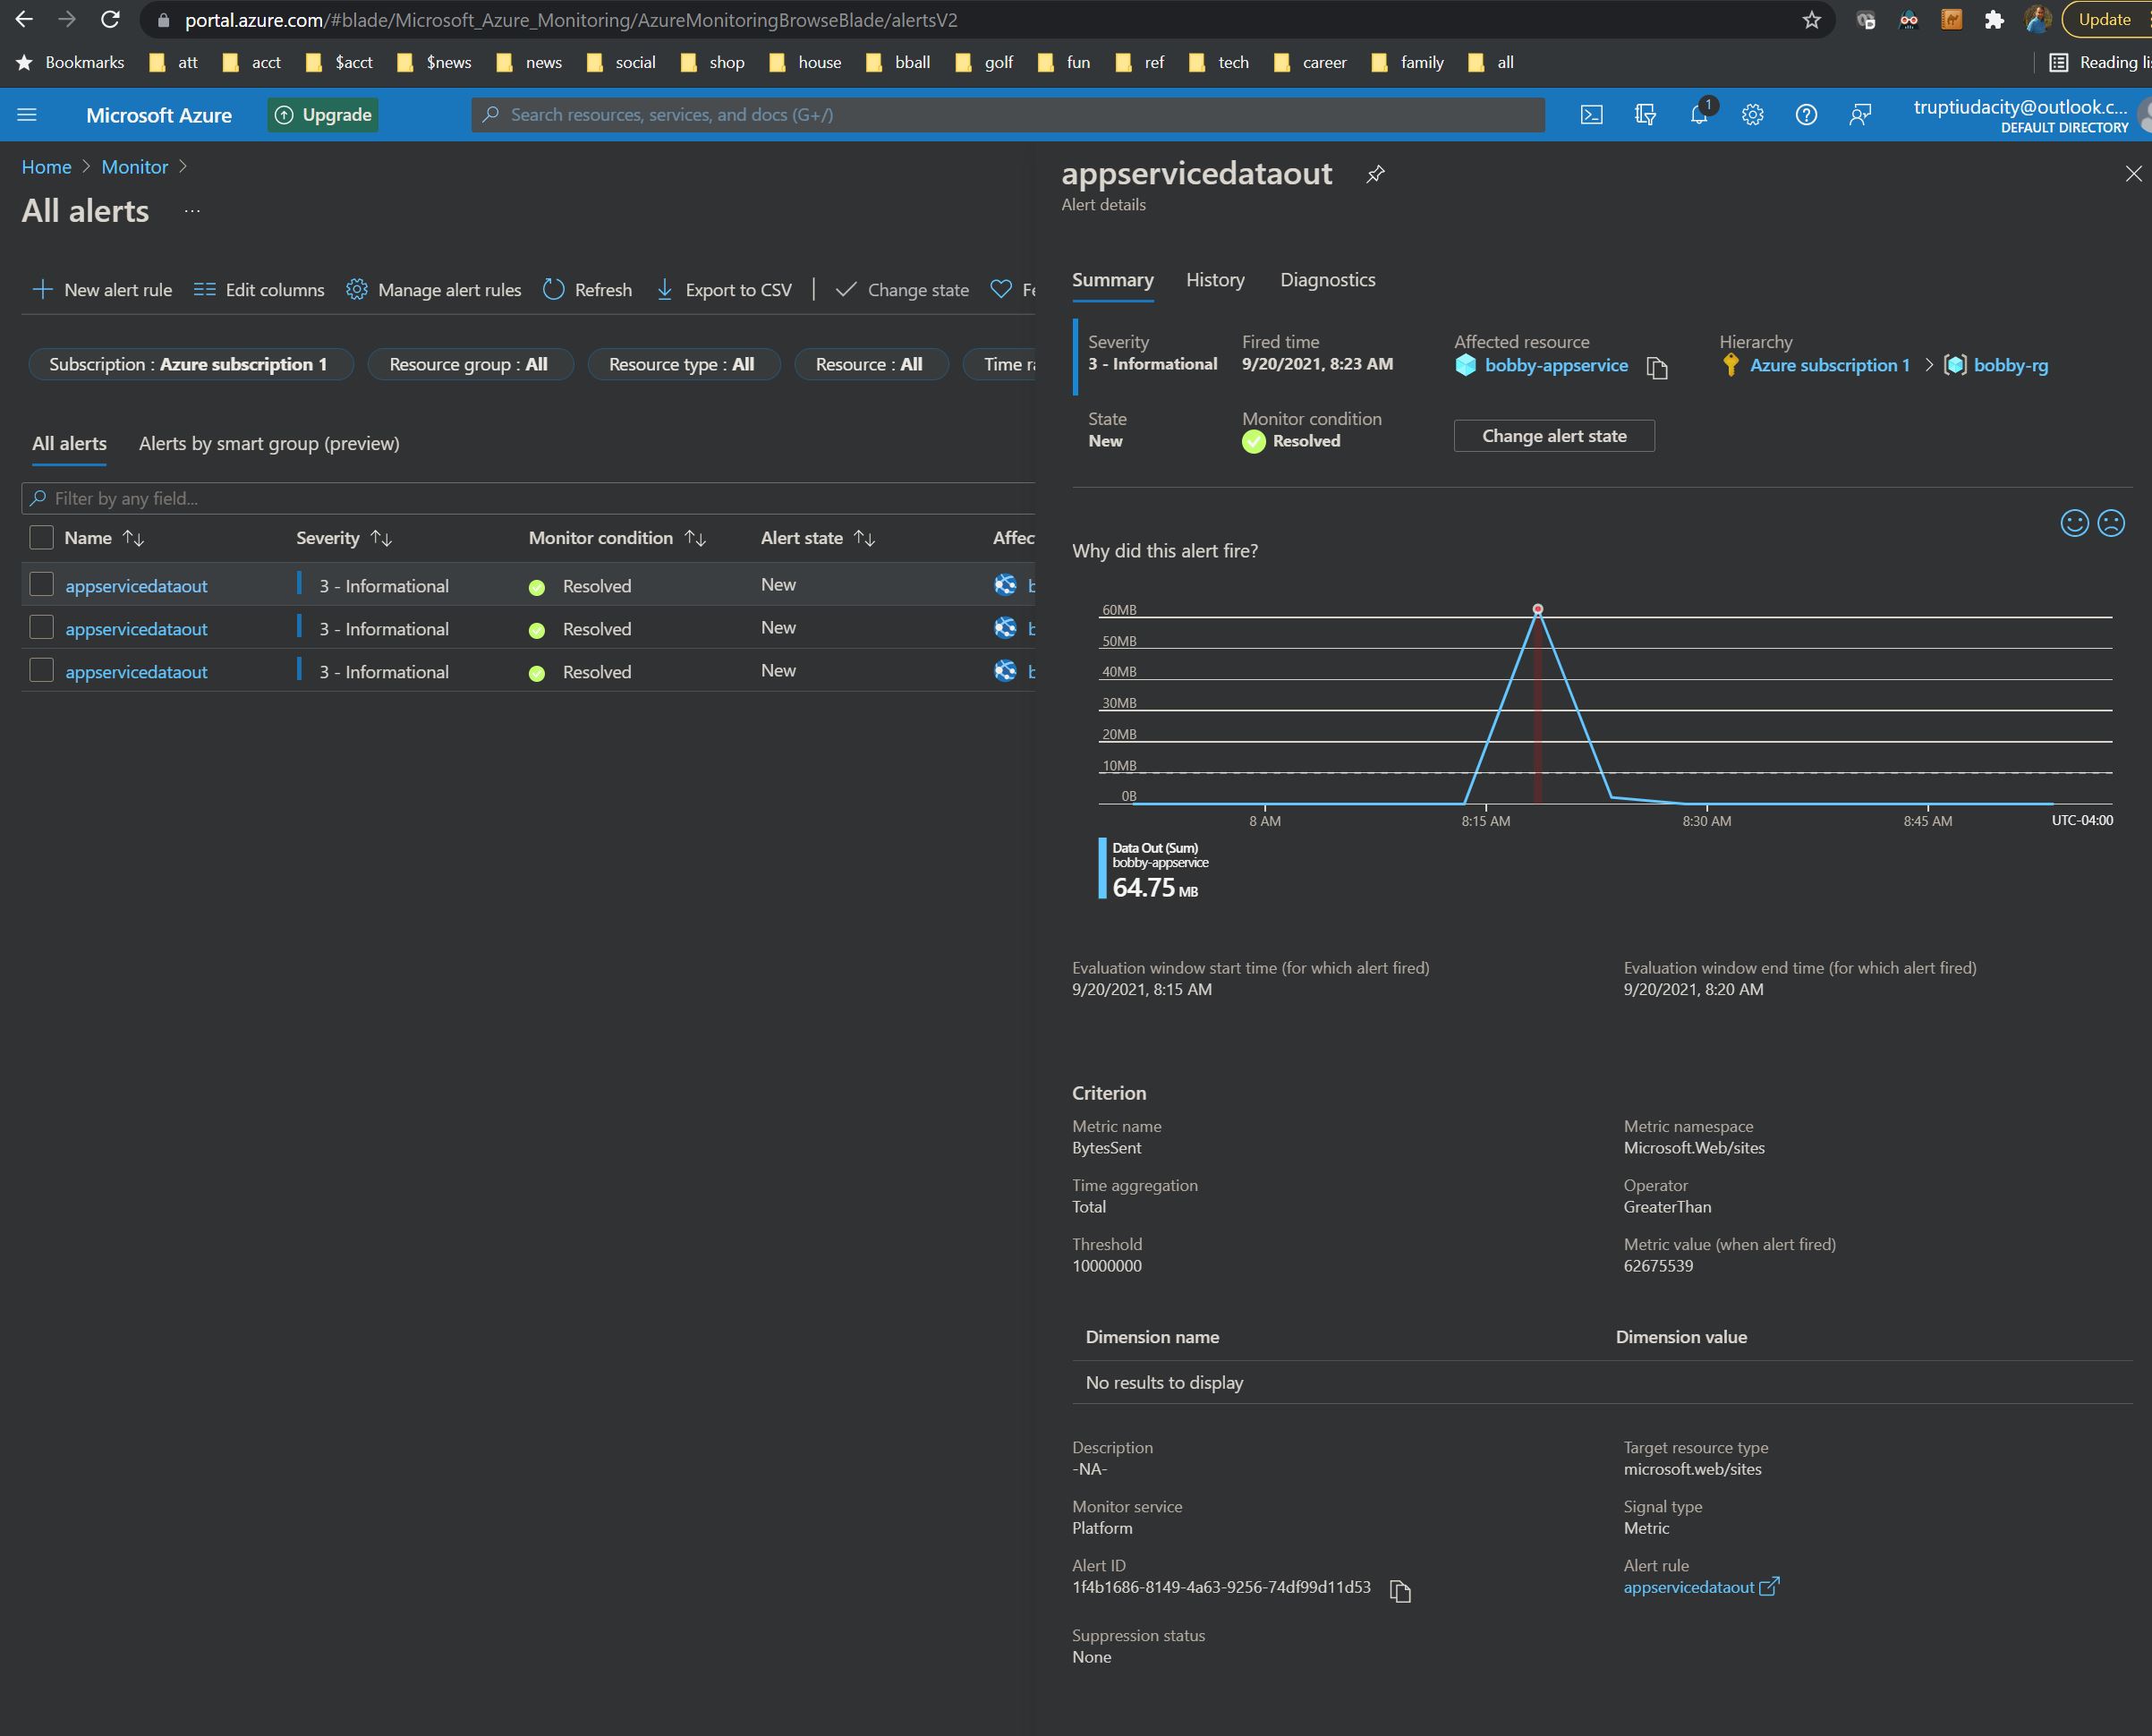 portal.azure.com/#blade/Microsoft_Azure_Monitoring/AzureMonitoringBrowseBlade/alertsV2
Update
Bookmarks att acct $acct $news news social shop house bball golf fun ref tech career family all
Reading
Microsoft Azure
Upgrade
Search resources, services, and docs (G+/)
1
truptiudacity@outlook.c...
DEFAULT DIRECTORY
Home > Monitor >
All alerts ...
New alert rule Edit columns Manage alert rules Refresh Export to CSV | Change state
Subscription : Azure subscription 1 Resource group : All Resource type : All Resource : All Time
All alerts Alerts by smart group (preview)
Filter by any field...
Name Severity Monitor condition Alert state
appservicedataout 3 - Informational Resolved New
appservicedataout 3 - Informational Resolved New
appservicedataout 3 - Informational Resolved New
appservicedataout
Alert details
Summary History Diagnostics
Severity Fired time Affected resource Hierarchy
3 - Informational 9/20/2021, 8:23 AM bobby-appservice Azure subscription 1 > bobby-rg
State Monitor condition
New Resolved
Change alert state
Why did this alert fire?
60MB
50MB
40MB
30MB
20MB
10MB
0B
8 AM 8:15 AM 8:30 AM 8:45 AM UTC-04:00
Data Out (Sum)
bobby-appservice
64.75 MB
Evaluation window start time (for which alert fired) Evaluation window end time (for which alert fired)
9/20/2021, 8:15 AM 9/20/2021, 8:20 AM
Criterion
Metric name Metric namespace
BytesSent Microsoft.Web/sites
Time aggregation Operator
Total GreaterThan
Threshold Metric value (when alert fired)
10000000 62675539
Dimension name Dimension value
No results to display
Description Target resource type
-NA- microsoft.web/sites
Monitor service Signal type
Platform Metric
Alert ID Alert rule
1f4b1686-8149-4a63-9256-74df99d11d53 appservicedataout
Suppression status
None